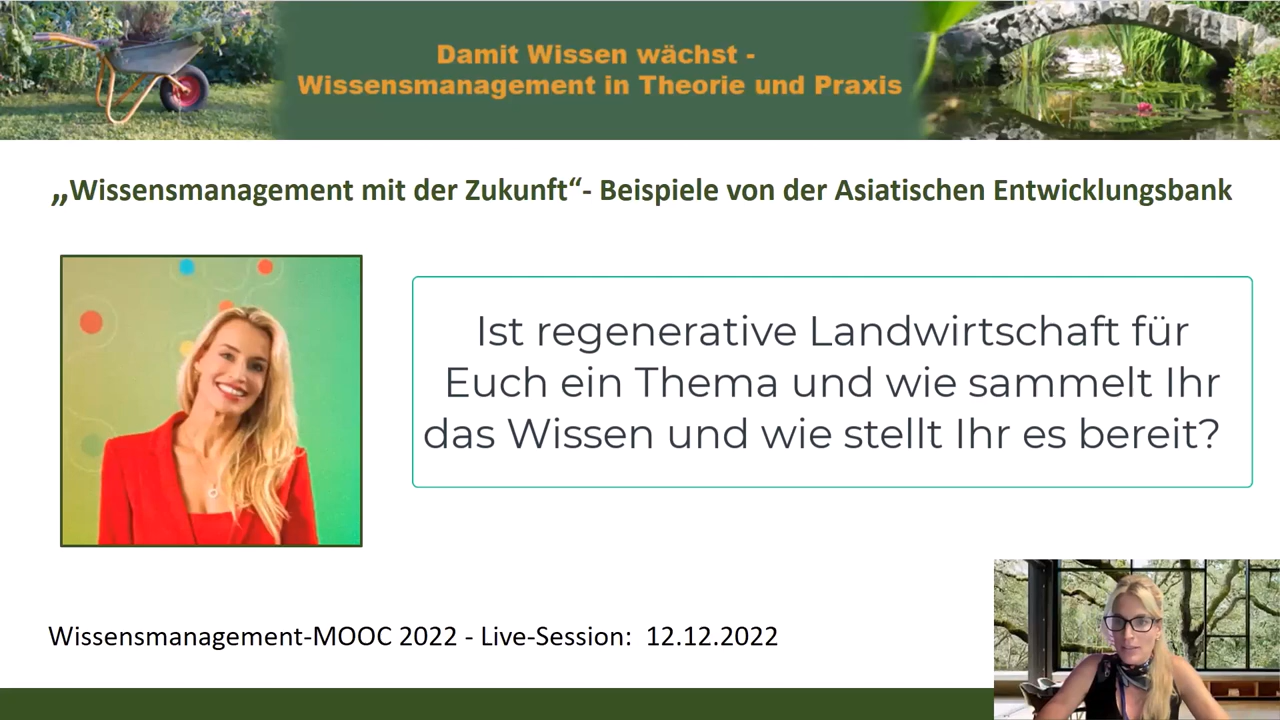 Damit Wissen wächst -
Wissensmanagement in Theorie und Praxis
„Wissensmanagement mit der Zukunft“- Beispiele von der Asiatischen Entwicklungsbank
Ist regenerative Landwirtschaft für
Euch ein Thema und wie sammelt Ihr
das Wissen und wie stellt Ihr es bereit?
Wissensmanagement-MOOC 2022 - Live-Session: 12.12.2022